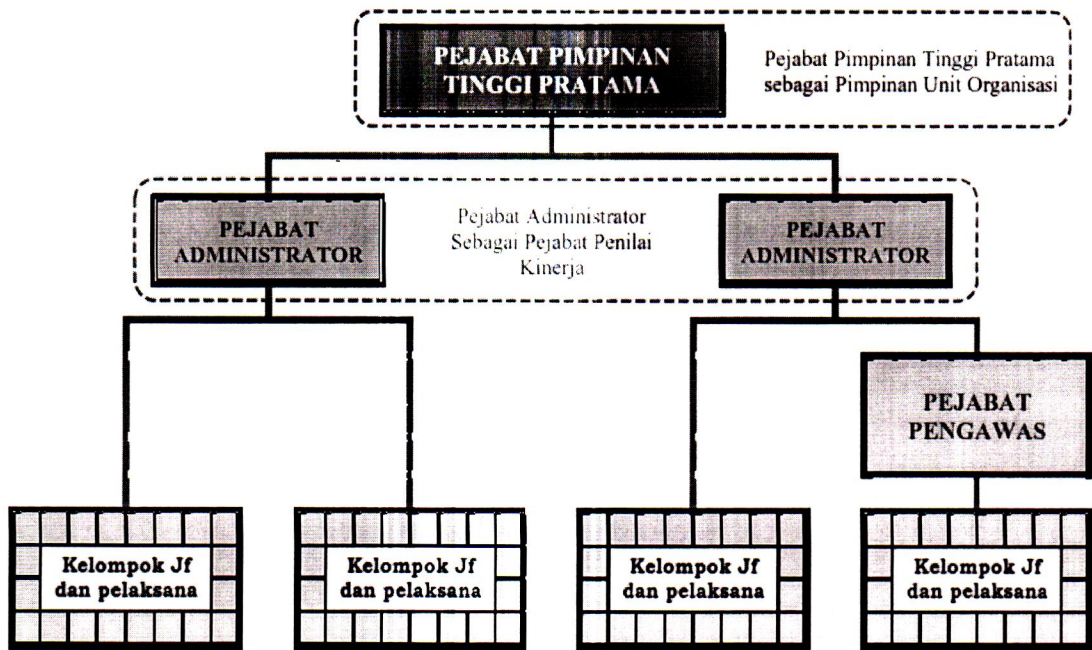 PEJABAT PIMPINAN
TINGGI PRATAMA
Pejabat Pimpinan Tinggi Pratama
sebagai Pimpinan Unit Organisasi
PEJABAT
ADMINISTRATOR
Pejabat Administrator
Sebagai Pejabat Penilai
Kinerja
PEJABAT
ADMINISTRATOR
PEJABAT
PENGAWAS
Kelompok Jf
dan pelaksana
Kelompok Jf
dan pelaksana
Kelompok Jf
dan pelaksana
Kelompok Jf
dan pelaksana